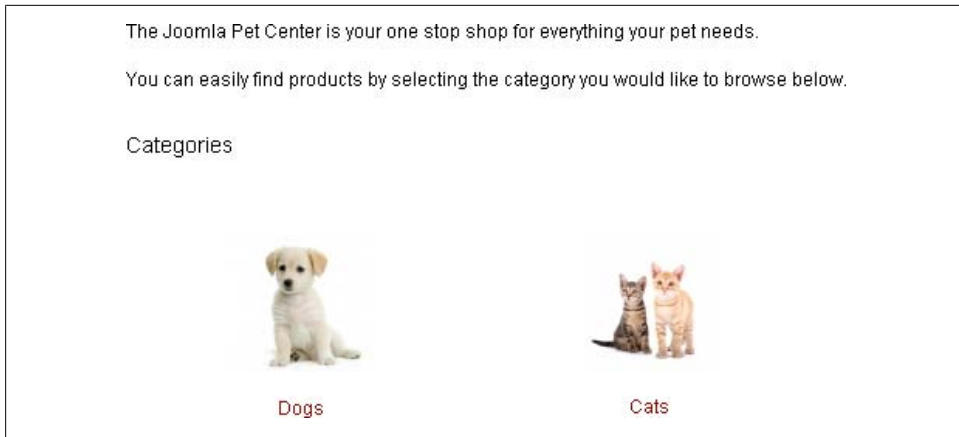 The Joomla Pet Center is your one stop shop for everything your pet needs.
You can easily find products by selecting the category you would like to browse below.
Categories
Dogs
Cats